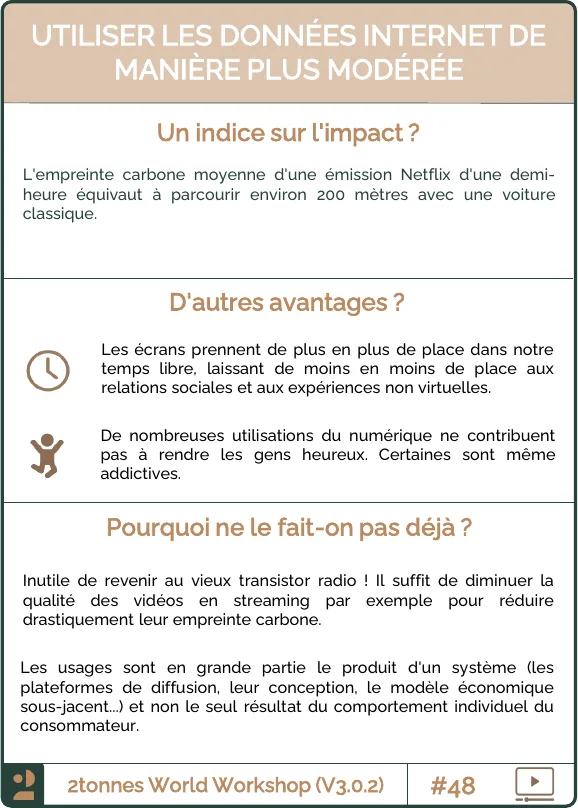 UTILISER LES DONNÉES INTERNET DE
MANIÈRE PLUS MODÉRÉE
Un indice sur l'impact ?
L'empreinte carbone moyenne d'une émission Netflix d'une demi-
heure équivaut à parcourir environ 200 mètres avec une voiture
classique.
D'autres avantages ?
Les écrans prennent de plus en plus de place dans notre
temps libre, laissant de moins en moins de place aux
relations sociales et aux expériences non virtuelles.
De nombreuses utilisations du numérique ne contribuent
pas à rendre les gens heureux. Certaines sont même
addictives.
Pourquoi ne le fait-on pas déjà ?
Inutile de revenir au vieux transistor radio ! Il suffit de diminuer la
qualité des vidéos en streaming par exemple pour réduire
drastiquement leur empreinte carbone.
Les usages sont en grande partie le produit d'un système (les
plateformes de diffusion, leur conception, le modèle économique
sous-jacent...) et non le seul résultat du comportement individuel du
consommateur.
2tonnes World Workshop (V3.0.2)
#48